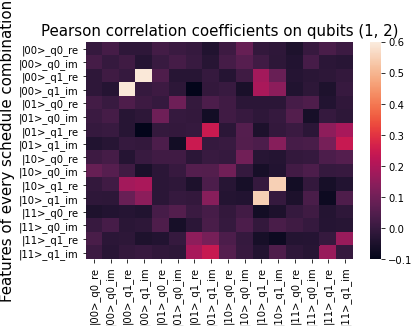 Pearson correlation coefficients on qubits (1, 2)
Features of every schedule combination
|00>_q0_re
|00>_q0_im
|00>_q1_re
|00>_q1_im
|01>_q0_re
|01>_q0_im
|01>_q1_re
|01>_q1_im
|10>_q0_re
|10>_q0_im
|10>_q1_re
|10>_q1_im
|11>_q0_re
|11>_q0_im
|11>_q1_re
|11>_q1_im
|00>_q0_re
|00>_q0_im
|00>_q1_re
|00>_q1_im
|01>_q0_re
|01>_q0_im
|01>_q1_re
|01>_q1_im
|10>_q0_re
|10>_q0_im
|10>_q1_re
|10>_q1_im
|11>_q0_re
|11>_q0_im
|11>_q1_re
|11>_q1_im
0.6
0.5
0.4
0.3
0.2
0.1
0.0
−0.1